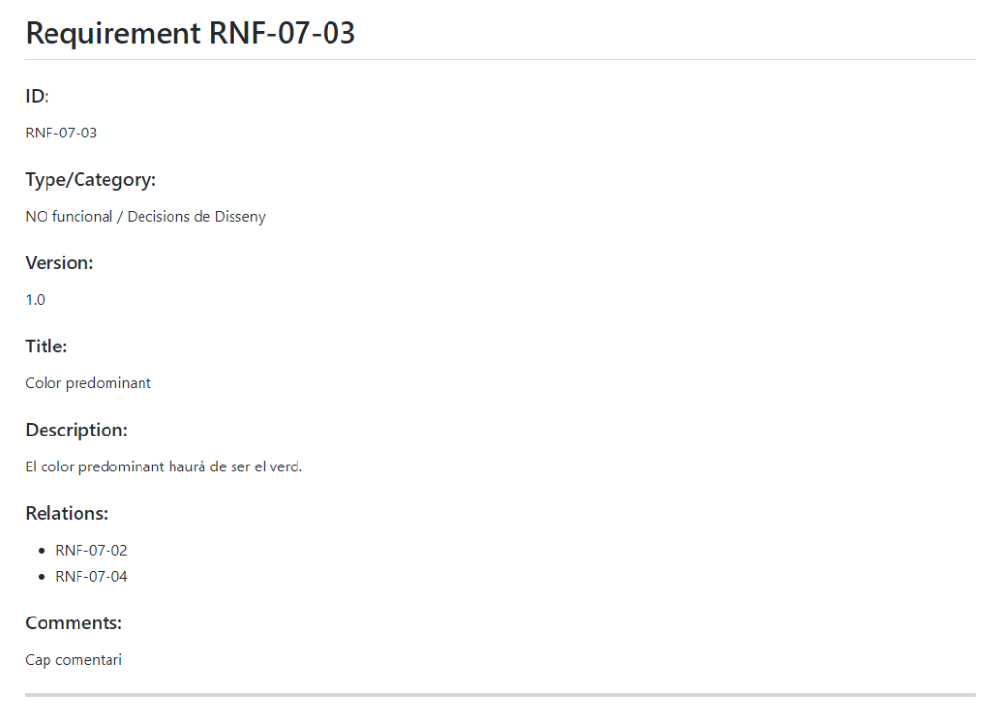 Requirement RNF-07-03
ID:
RNF-07-03
Type/Category:
NO funcional / Decisions de Disseny
Version:
1.0
Title:
Color predominant
Description:
El color predominant haurà de ser el verd.
Relations:
• RNF-07-02
• RNF-07-04
Comments:
Cap comentari